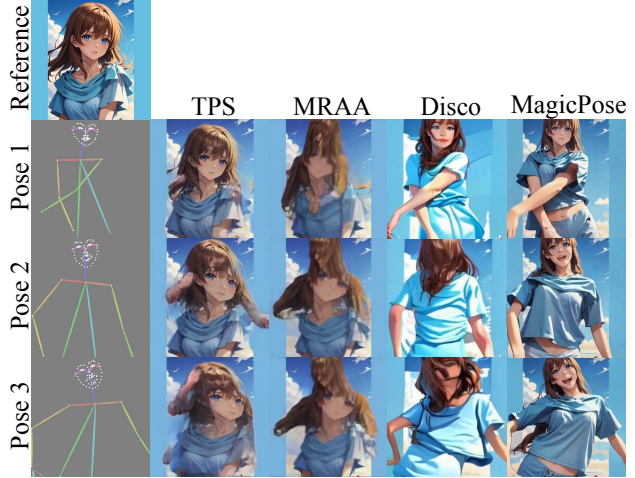 Reference
TPS MRAA Disco MagicPose
Pose 1
Pose 2
Pose 3